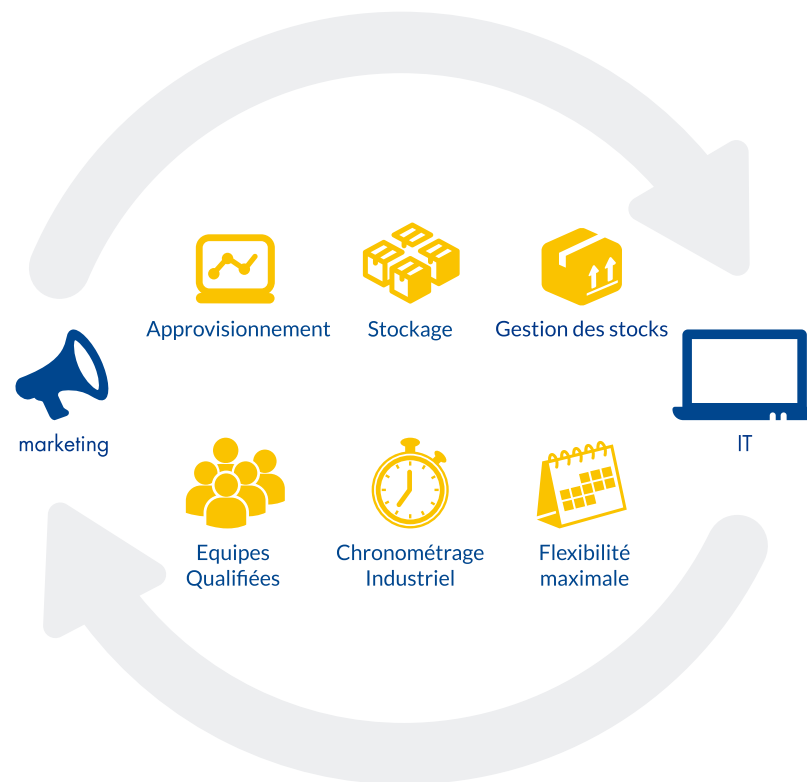 Approvisionnement
Stockage
Gestion des stocks
marketing
IT
Equipes
Qualifiées
Chronométrage
Industriel
Flexibilité
maximale